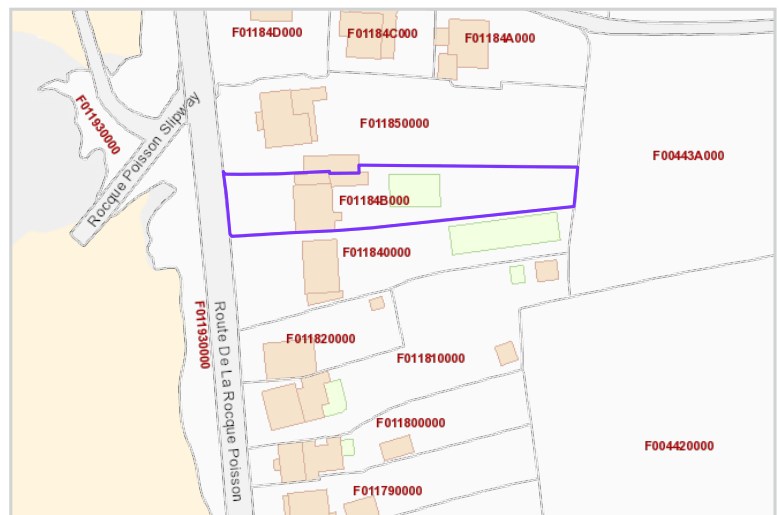 F01184D000
F01184C000
F01184A000
F011930000
Rocque Poisson Slipway
F011850000
F00443A000
F01184B000
F011840000
F011930000
Route De La Rocque Poisson
F011820000
F011810000
F011800000
F004420000
F011790000